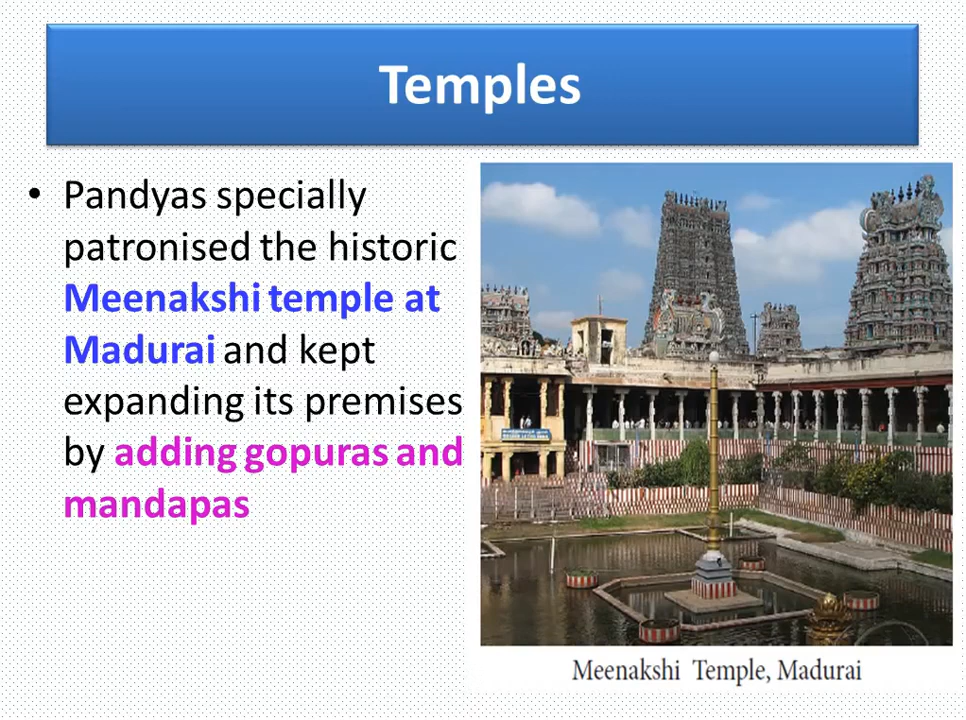 Temples
• Pandyas specially
patronised the historic
Meenakshi temple at
Madurai and kept
expanding its premises
by adding gopuras and
mandapas
Meenakshi Temple, Madurai